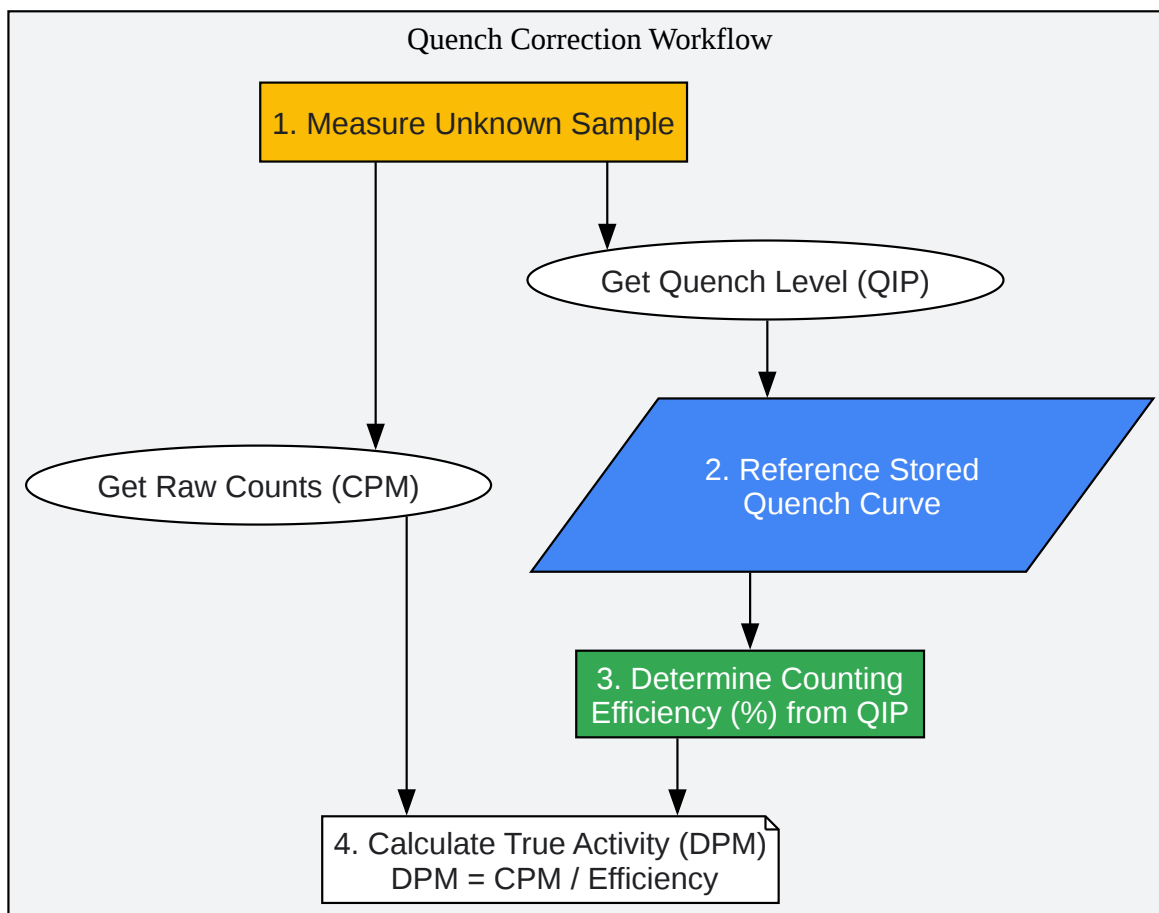 Quench Correction Workflow
1. Measure Unknown Sample
Get Quench Level (QIP)
Get Raw Counts (CPM)
2. Reference Stored
Quench Curve
3. Determine Counting
Efficiency (%) from QIP
4. Calculate True Activity (DPM)
DPM = CPM / Efficiency